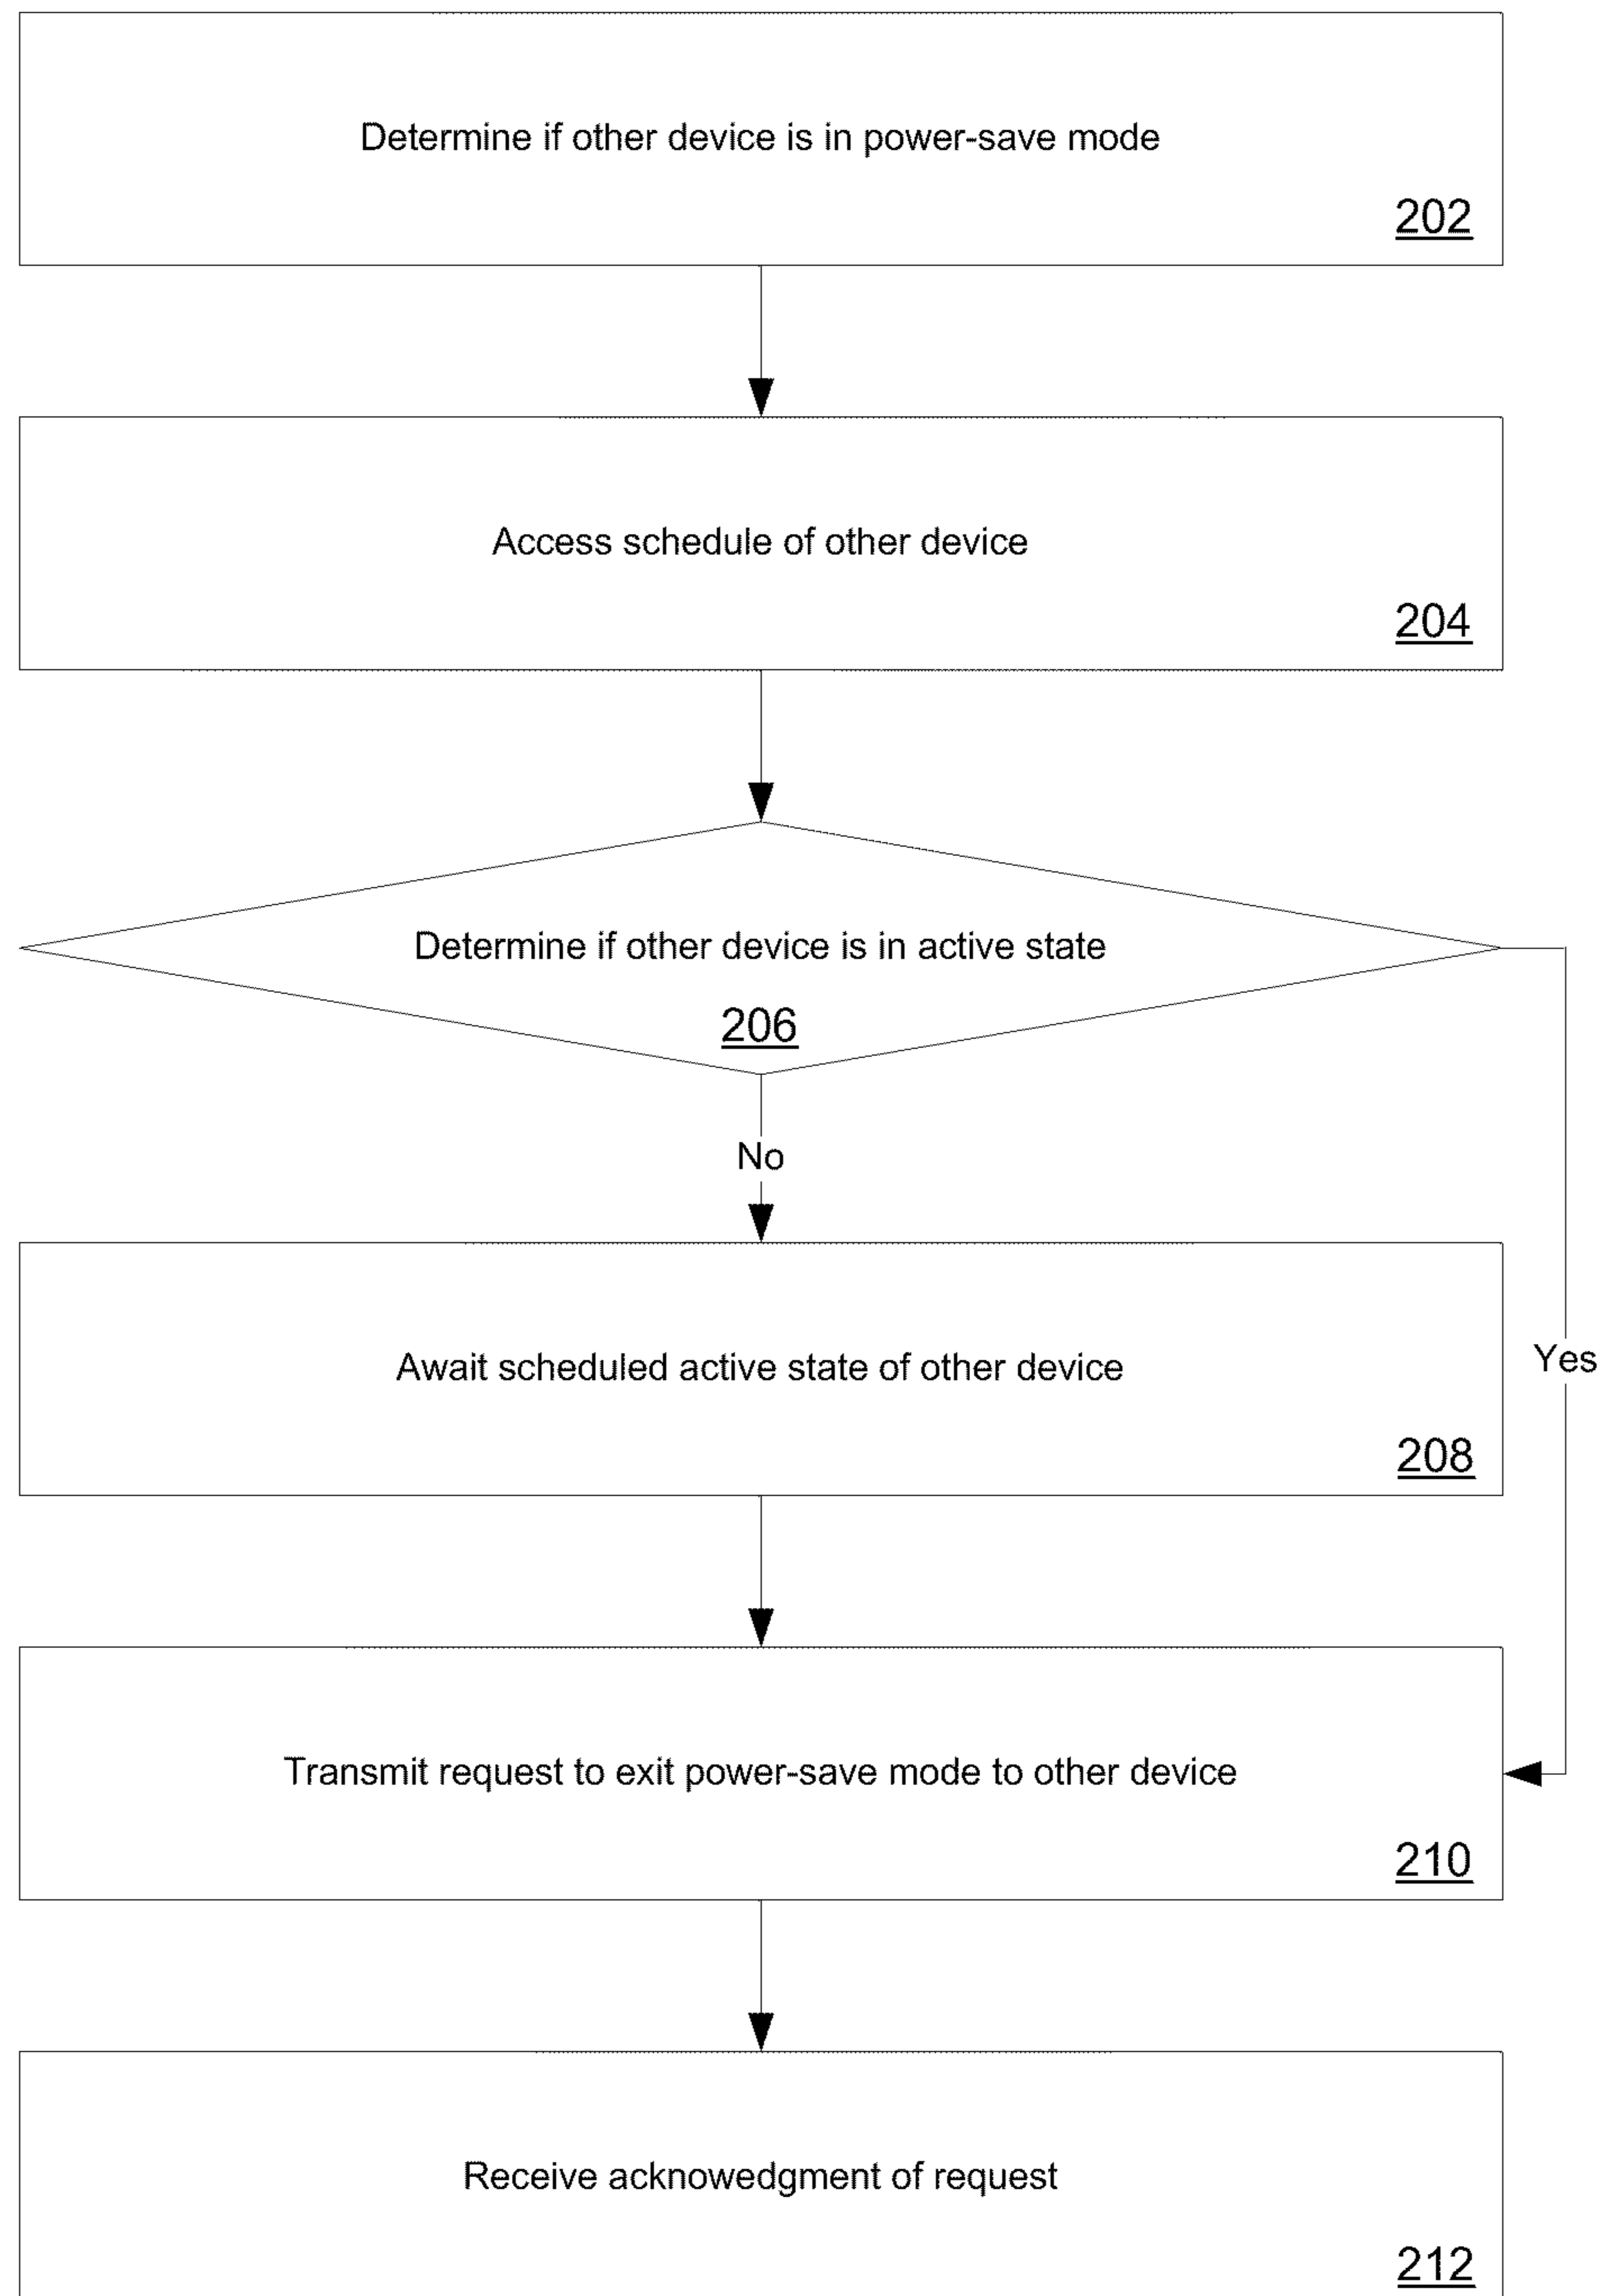 Determine if other device is in power-save mode
202
Access schedule of other device
204
Determine if other device is in active state
206
No
Await scheduled active state of other device
208
Yes
Transmit request to exit power-save mode to other device
210
Receive acknowedgment of request
212